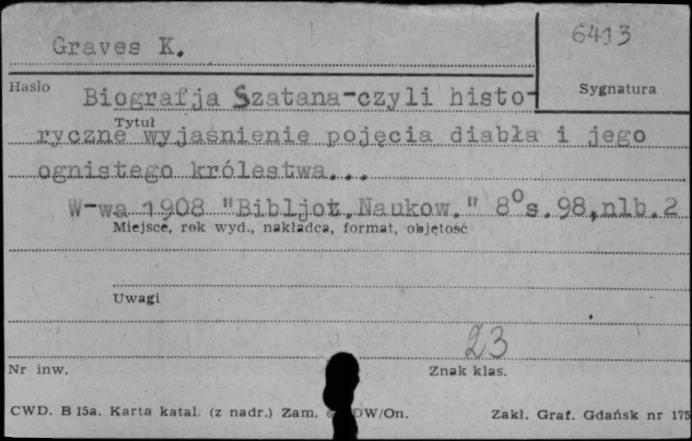 Graves K.
6413
Hasło
Sygnatura
Biografja Szatana-czyli histo-
Tytuł
ryczne wyjaśnienie pojęcia diabła i jego
ognistego królestwa...
W-wa 1908 "Bibljot.Naukow." 8° s.98,nlb.2
Miejsce, rok wyd., nakładca, format, objętość
Uwagi
23
Nr inw.
Znak klas.
CWD. B 15a. Karta katal. (z nadr.) Zam. DW/On.
Zakł. Graf. Gdańsk nr 175